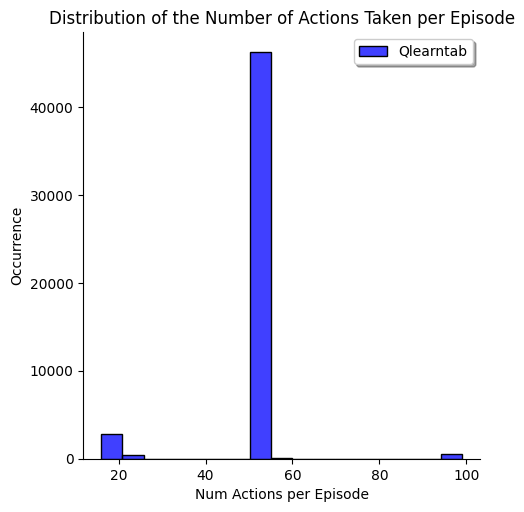 Distribution of the Number of Actions Taken per Episode
Qlearntab
40000
30000
20000
10000
0
Occurrence
20 40 60 80 100
Num Actions per Episode